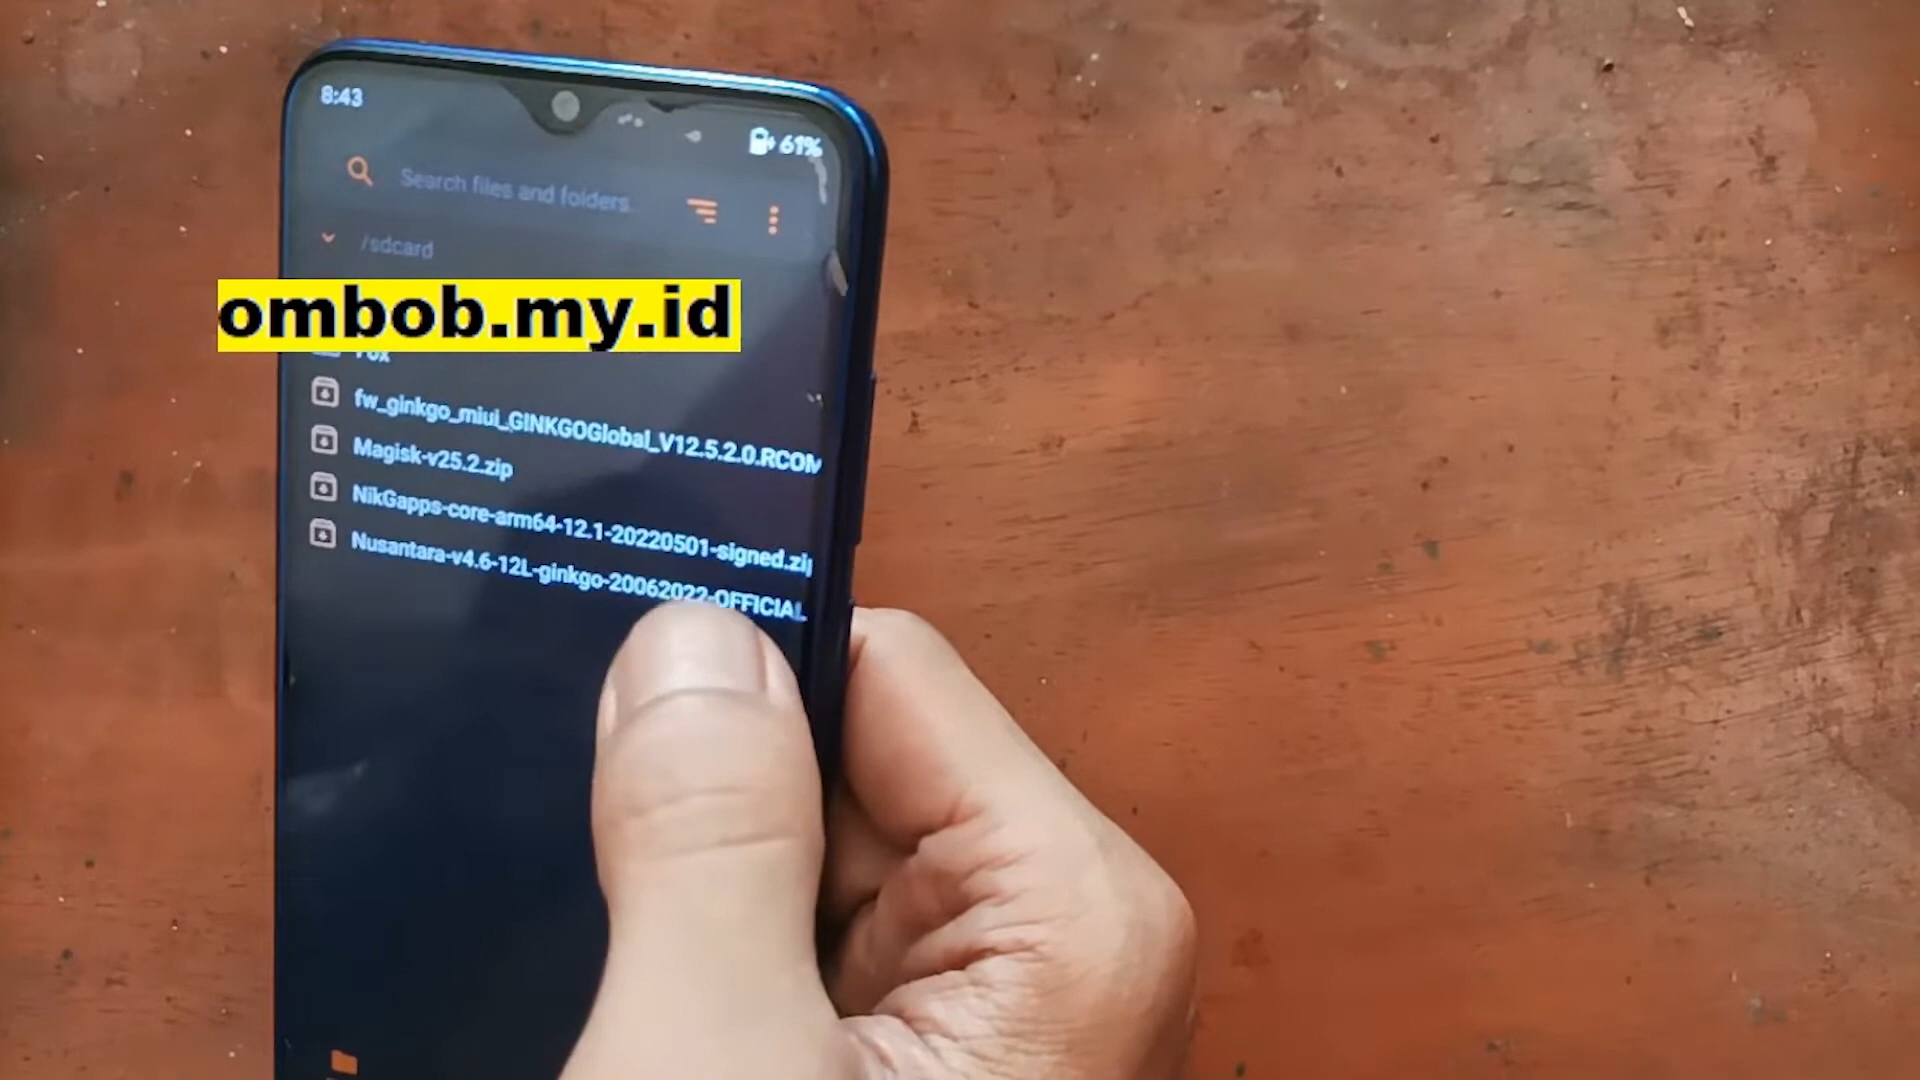 8:43
61%
Search files and folders..
/sdcard
ombob.my.id
Fox
fw_ginkgo_miui_GINKGOGlobal_V12.5.2.0.RCOM
Magisk-v25.2.zip
NikGapps-core-arm64-12.1-20220501-signed.zip
Nusantara-v4.6-12L-ginkgo-20062022-OFFICIAL